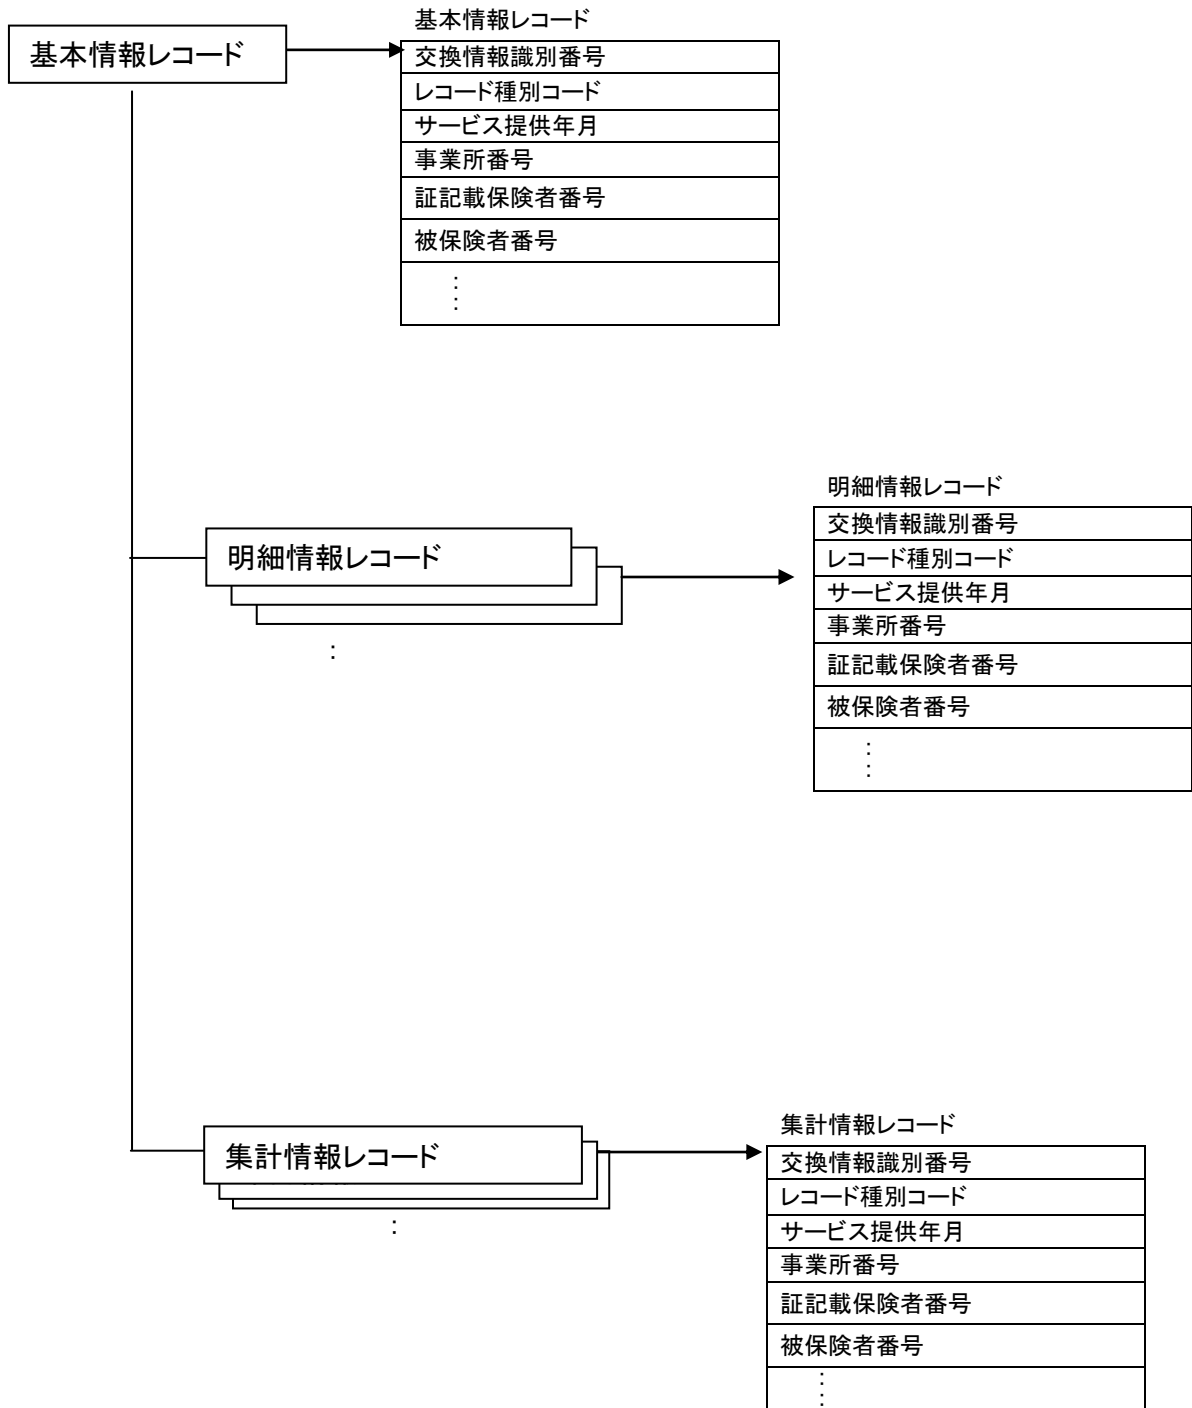 基本情報レコード
基本情報レコード
交換情報識別番号
レコード種別コード
サービス提供年月
事業所番号
証記載保険者番号
被保険者番号
:
:
明細情報レコード
:
明細情報レコード
交換情報識別番号
レコード種別コード
サービス提供年月
事業所番号
証記載保険者番号
被保険者番号
:
:
集計情報レコード
:
集計情報レコード
交換情報識別番号
レコード種別コード
サービス提供年月
事業所番号
証記載保険者番号
被保険者番号
:
: